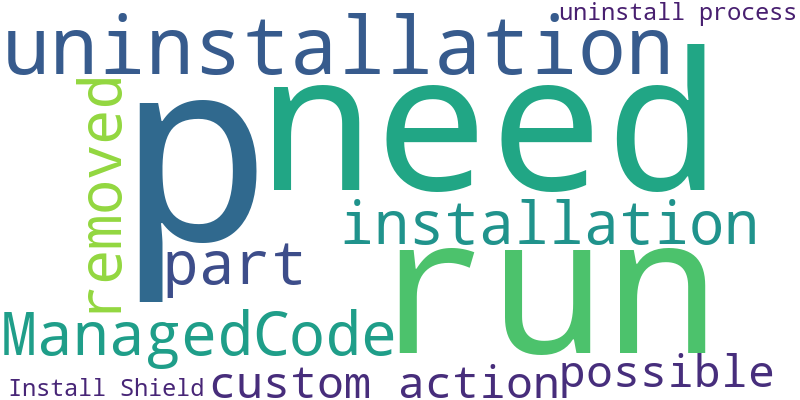 uninstall process
uninstallation
p
need
removed
installation
part
run
ManagedCode
possible
Install Shield
custom action